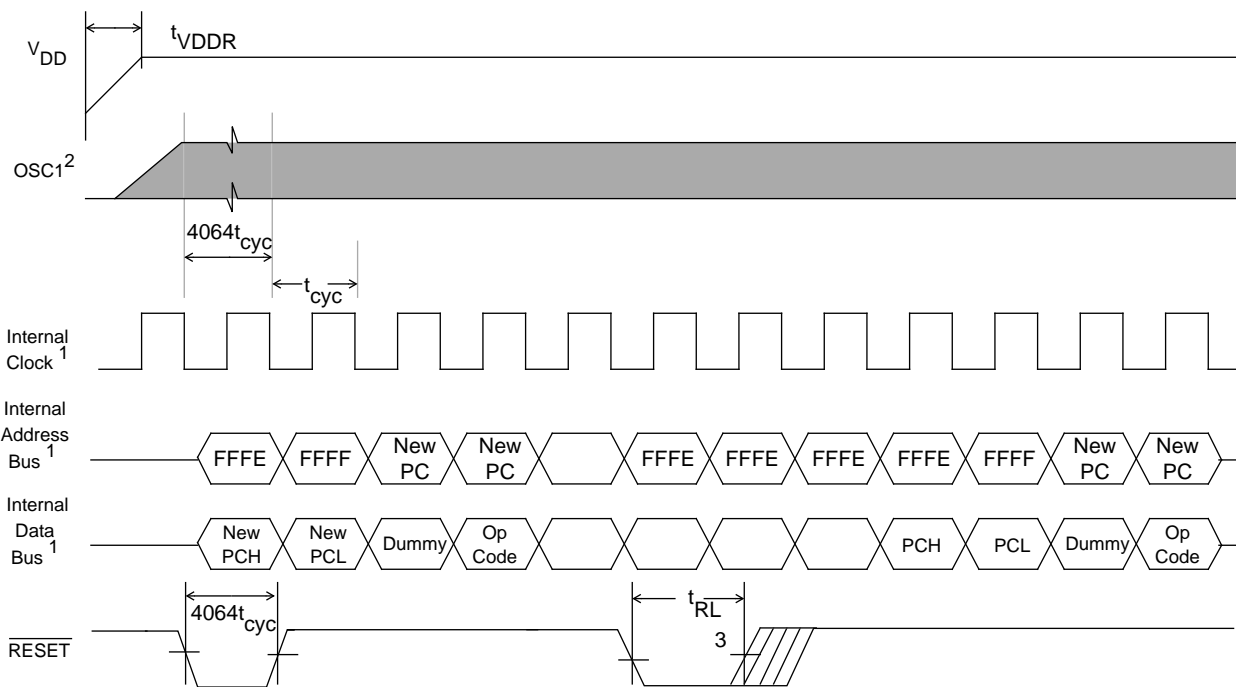 tVDDR
VDD
OSC1²
4064tcyc
tcyc
Internal
Clock 1
Internal
Address
Bus 1
FFFE FFFF New PC New PC FFFE FFFE FFFE FFFE FFFF New PC New PC
Internal
Data
Bus 1
New PCH New PCL Dummy Op Code PCH PCL Dummy Op Code
4064tcyc
tRL
3
RESET